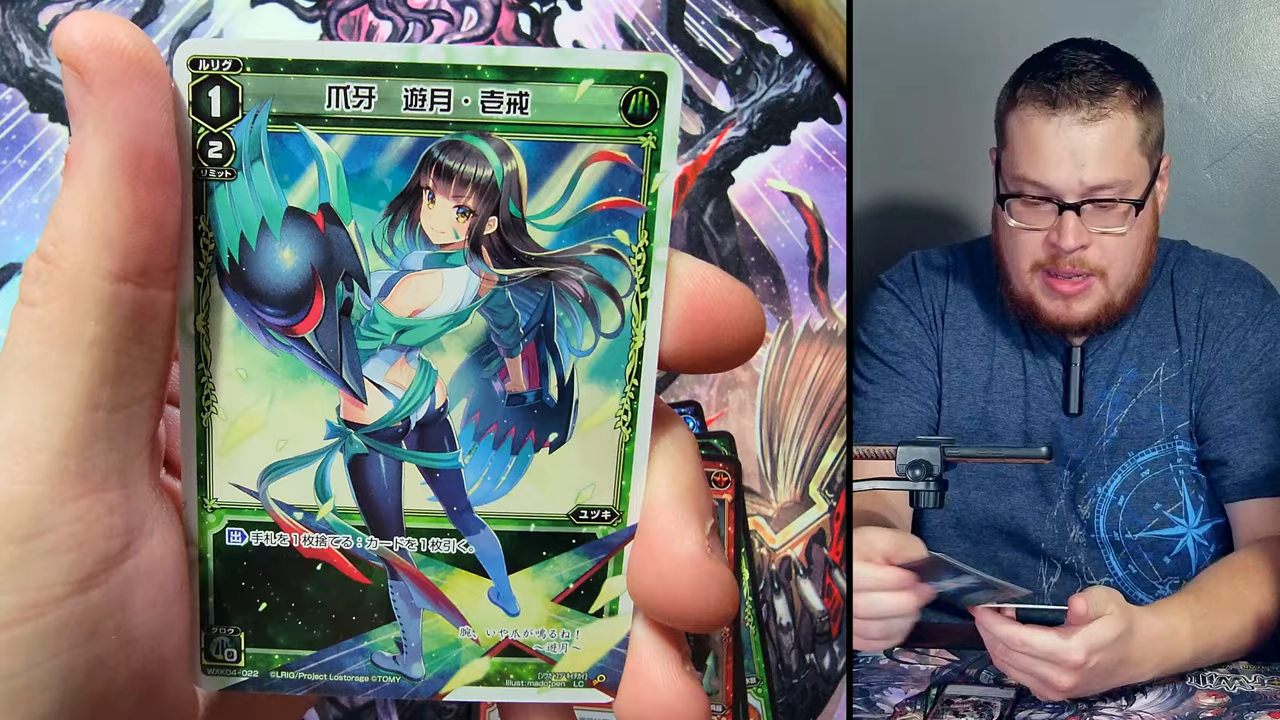 ルリグ
1
爪牙 遊月・壱戒
2
リミット
ユヅキ
出 手札を1枚捨てる：カードを1枚引く。
腕、いや爪が鳴るね！
～遊月～
グロウ
0
WXK04-022
©LRIG/Project Lostorage ©TOMY
Illust:madopen LC